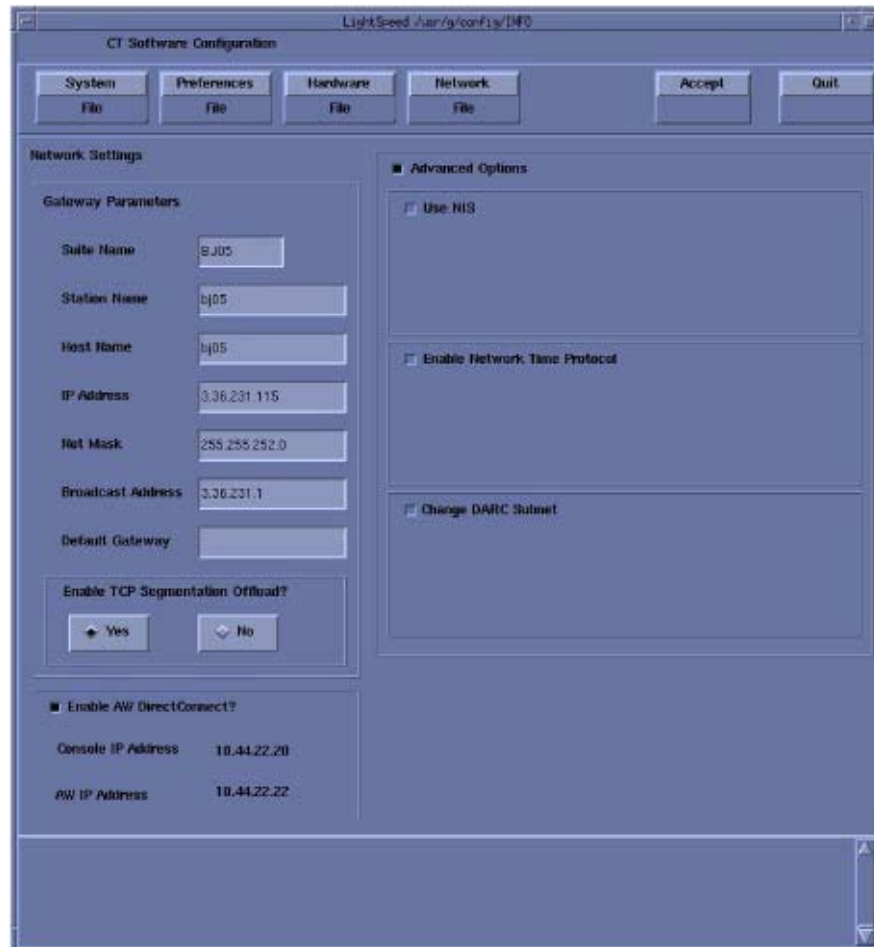 LightSpeed /usr/g/config/INFO
CT Software Configuration
System Preferences Hardware Network Accept Quit
File File File File
Network Settings
Advanced Options
Gateway Parameters
Use NIS
Suite Name BJ05
Station Name bj05
Host Name bj05
Enable Network Time Protocol
IP Address 3.36.231.115
Net Mask 255.255.252.0
Broadcast Address 3.36.231.1
Change DARC Subnet
Default Gateway
Enable TCP Segmentation Offload?
Yes No
Enable AW DirectConnect?
Console IP Address 10.44.22.20
AW IP Address 10.44.22.22